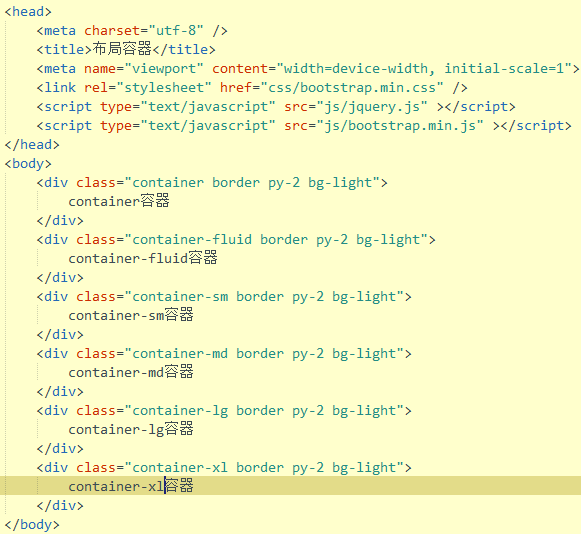 <head>
    <meta charset="utf-8" />
    <title>布局容器</title>
    <meta name="viewport" content="width=device-width, initial-scale=1">
    <link rel="stylesheet" href="css/bootstrap.min.css" />
    <script type="text/javascript" src="js/jquery.js" ></script>
    <script type="text/javascript" src="js/bootstrap.min.js" ></script>
</head>
<body>
    <div class="container border py-2 bg-light">
        container容器
    </div>
    <div class="container-fluid border py-2 bg-light">
        container-fluid容器
    </div>
    <div class="container-sm border py-2 bg-light">
        container-sm容器
    </div>
    <div class="container-md border py-2 bg-light">
        container-md容器
    </div>
    <div class="container-lg border py-2 bg-light">
        container-lg容器
    </div>
    <div class="container-xl border py-2 bg-light">
        container-xl容器
    </div>
</body>